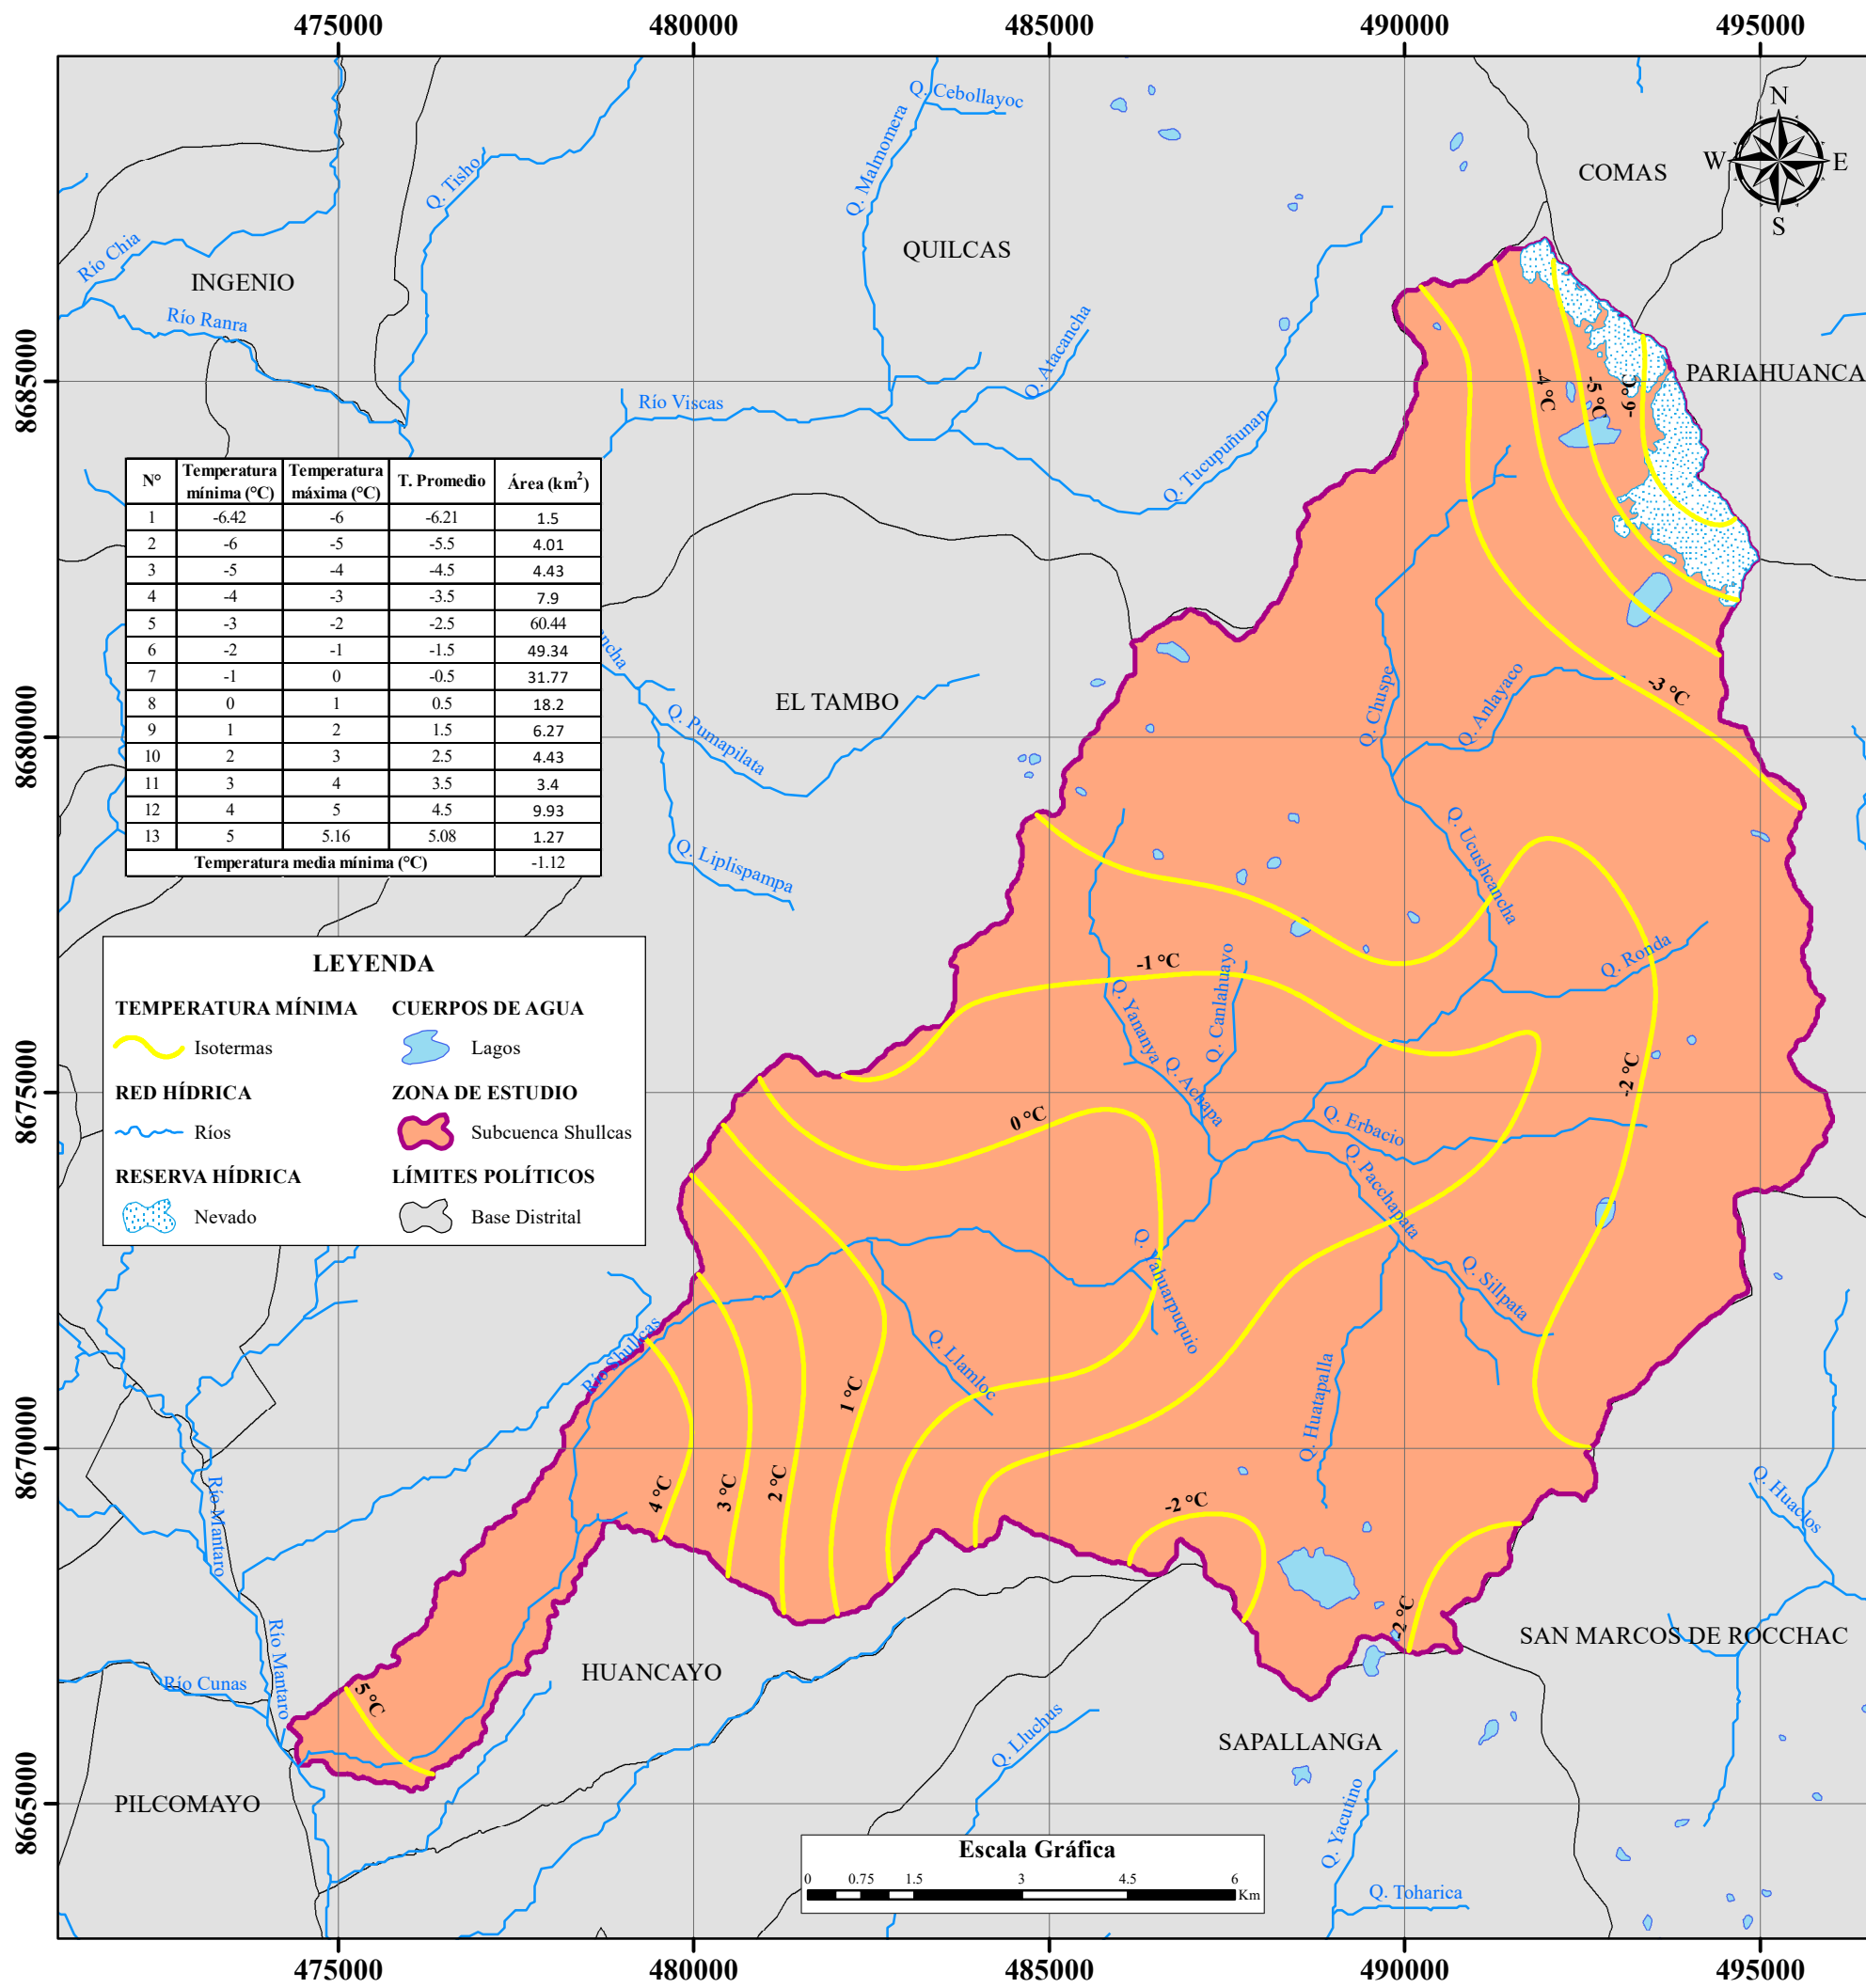 475000 480000 485000 490000 495000
N
W E
S
COMAS
Q. Cebollayoc
Q. Malmomera
Q. Tisho
QUILCAS
Río Chia
INGENIO
Río Ranra
Q. Atacancha
PARIAHUANCA
8685000
-4 °C
-5 °C
-6 °C
Río Viscas
Q. Tucupuñunan
N° Temperatura mínima (°C) Temperatura máxima (°C) T. Promedio Área (km2)
1 -6.42 -6 -6.21 1.5
2 -6 -5 -5.5 4.01
3 -5 -4 -4.5 4.43
4 -4 -3 -3.5 7.9
5 -3 -2 -2.5 60.44
6 -2 -1 -1.5 49.34
7 -1 0 -0.5 31.77
8 0 1 0.5 18.2
9 1 2 1.5 6.27
10 2 3 2.5 4.43
11 3 4 3.5 3.4
12 4 5 4.5 9.93
13 5 5.16 5.08 1.27
Temperatura media mínima (°C) -1.12
EL TAMBO
Q. Pumapilata
Q. Chuspe
Q. Anlayaco
-3 °C
8680000
Q. Liplispampa
Q. Ucushcancha
Q. Ronda
-1 °C
Q. Yananya
Q. Canlahuayo
Q. Achapa
-2 °C
8675000
0 °C
Q. Erbacio
Q. Pacchapata
Q. Yahuarpuquio
Q. Sillpata
LEYENDA
TEMPERATURA MÍNIMA
Isotermas
RED HÍDRICA
Ríos
RESERVA HÍDRICA
Nevado
CUERPOS DE AGUA
Lagos
ZONA DE ESTUDIO
Subcuenca Shullcas
LÍMITES POLÍTICOS
Base Distrital
Río Shullcas
Q. Llamloc
1 °C
Q. Huatapalla
8670000
4 °C
3 °C
2 °C
-2 °C
Q. Huaclos
Río Mantaro
-2 °C
SAN MARCOS DE ROCCHAC
Río Mantaro
HUANCAYO
Río Cunas
5 °C
Q. Lluchus
SAPALLANGA
PILCOMAYO
8665000
Q. Yacutino
Escala Gráfica
0 0.75 1.5 3 4.5 6
Km
Q. Toharica
475000 480000 485000 490000 495000